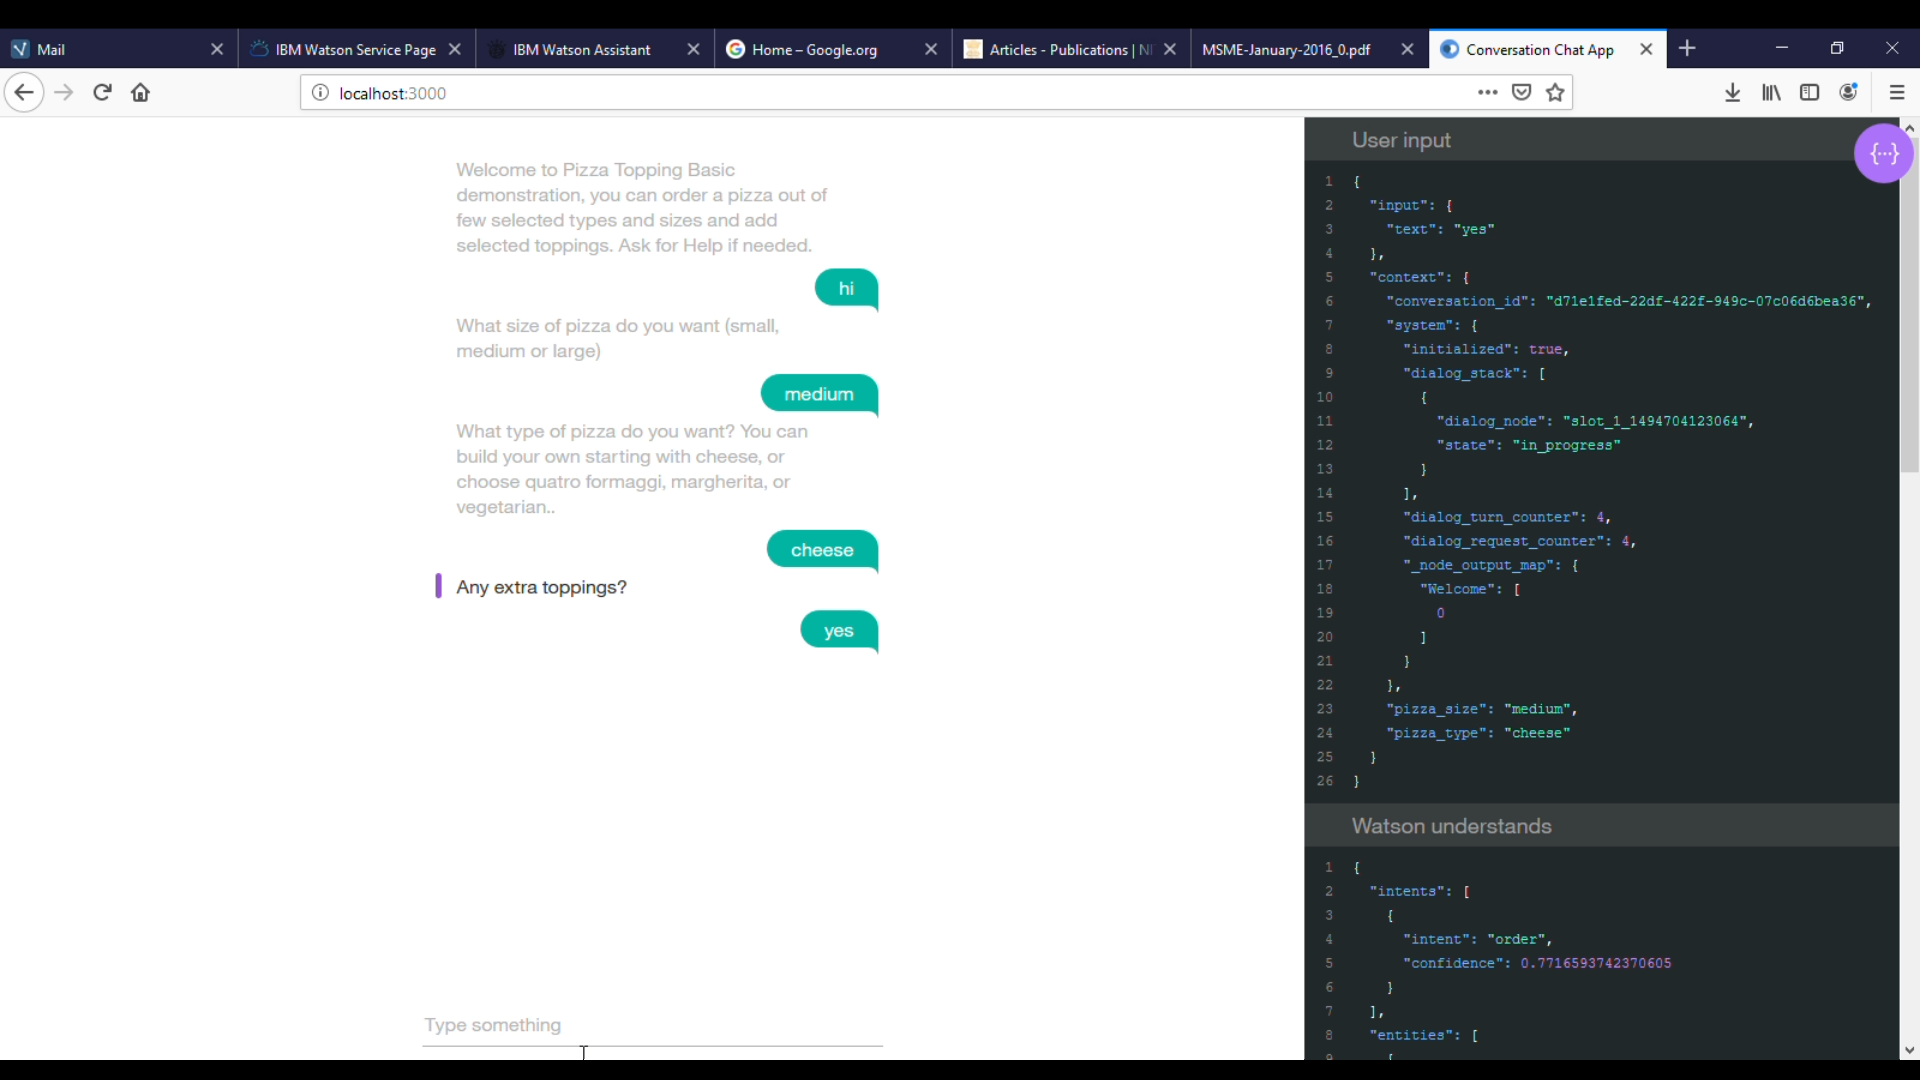 Mail
IBM Watson Service Page
IBM Watson Assistant
Home – Google.org
Articles - Publications | NI
MSME-January-2016_0.pdf
Conversation Chat App
localhost:3000
Welcome to Pizza Topping Basic
demonstration, you can order a pizza out of
few selected types and sizes and add
selected toppings. Ask for Help if needed.
hi
What size of pizza do you want (small,
medium or large)
medium
What type of pizza do you want? You can
build your own starting with cheese, or
choose quatro formaggi, margherita, or
vegetarian..
cheese
Any extra toppings?
yes
Type something
User input
{···}
1 {
2 "input": {
3 "text": "yes"
4 },
5 "context": {
6 "conversation_id": "d71e1fed-22df-422f-949c-07c06d6bea36",
7 "system": {
8 "initialized": true,
9 "dialog_stack": [
10 {
11 "dialog_node": "slot_1_1494704123064",
12 "state": "in_progress"
13 }
14 ],
15 "dialog_turn_counter": 4,
16 "dialog_request_counter": 4,
17 "_node_output_map": {
18 "Welcome": [
19 0
20 ]
21 }
22 },
23 "pizza_size": "medium",
24 "pizza_type": "cheese"
25 }
26 }
Watson understands
1 {
2 "intents": [
3 {
4 "intent": "order",
5 "confidence": 0.7716593742370605
6 }
7 ],
8 "entities": [